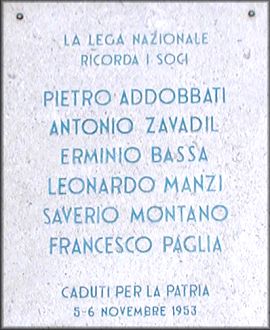 LA LEGA NAZIONALE
RICORDA I SOCI
PIETRO ADDOBBATI
ANTONIO ZAVADIL
ERMINIO BASSA
LEONARDO MANZI
SAVERIO MONTANO
FRANCESCO PAGLIA
CADUTI PER LA PATRIA
5-6 NOVEMBRE 1953